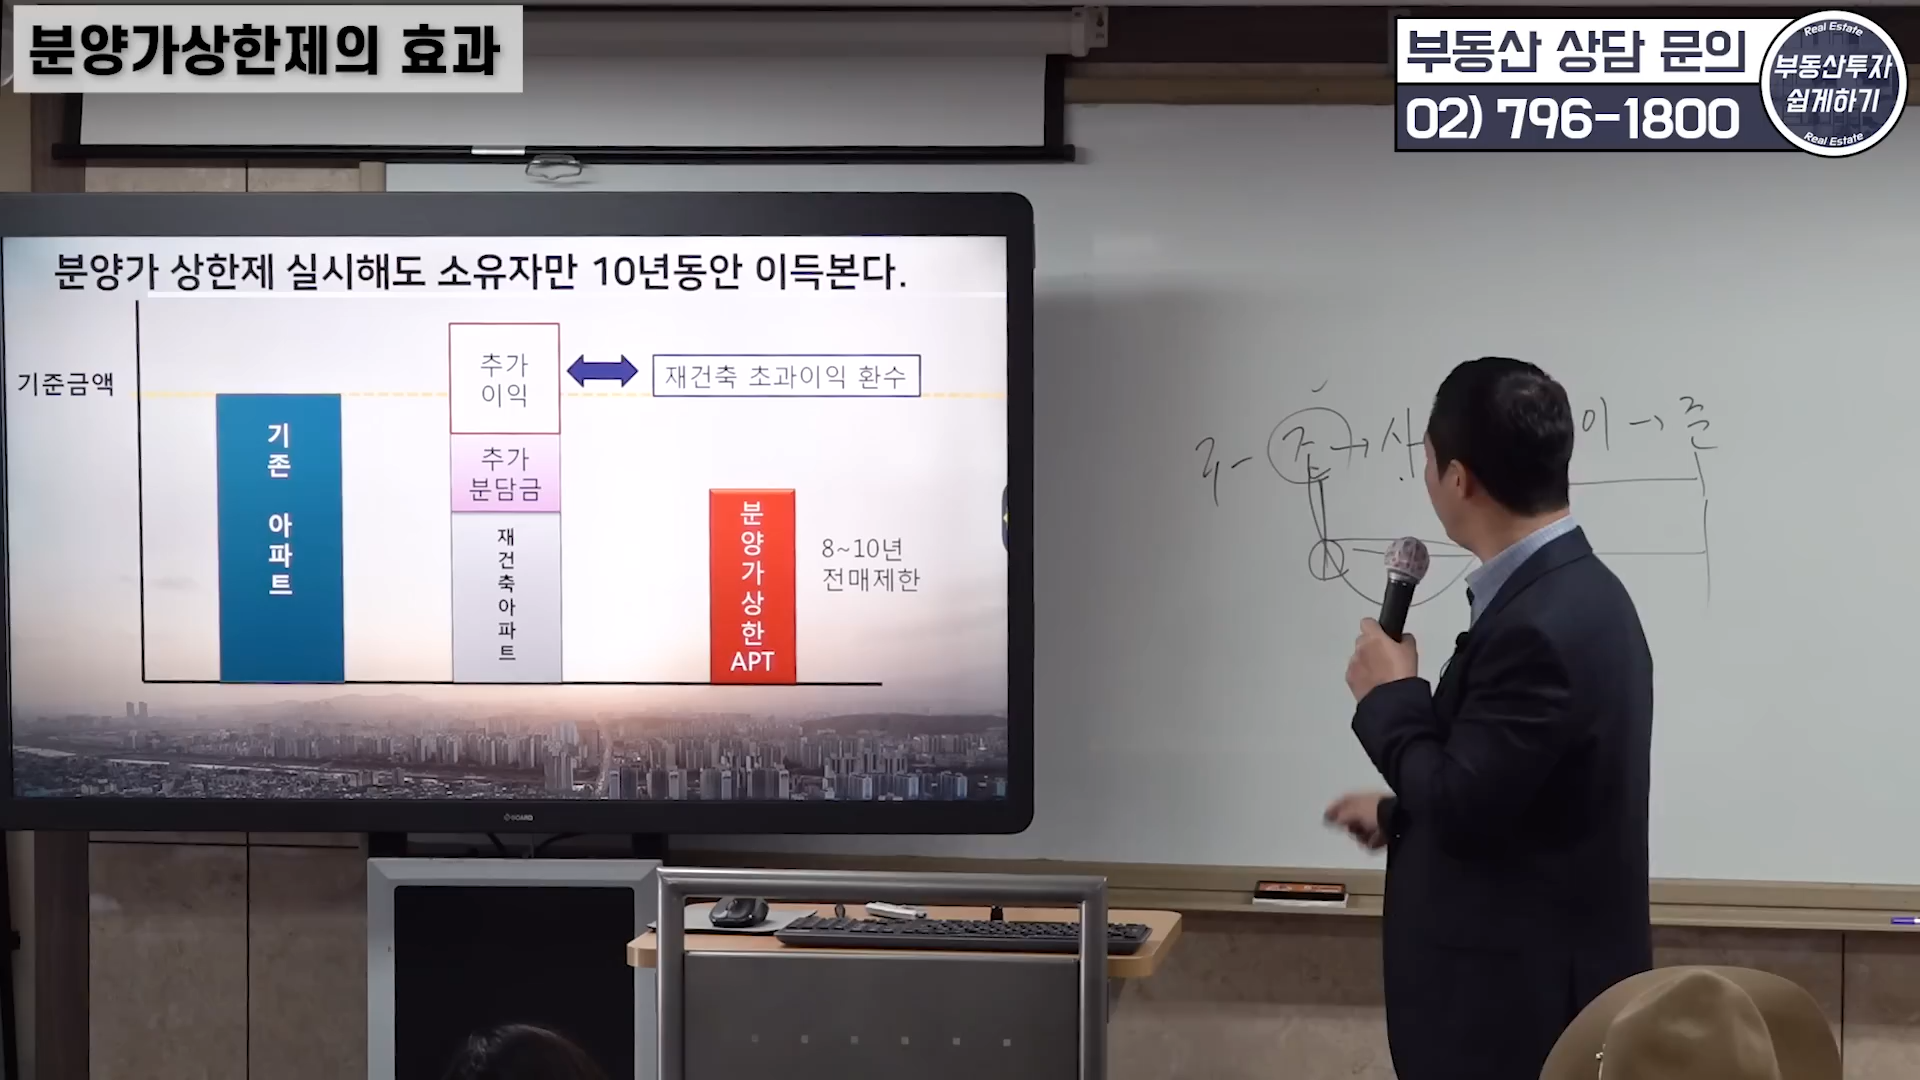 분양가상한제의 효과
부동산 상담 문의
02) 796-1800
Real Estate
부동산투자
쉽게하기
Real Estate
분양가 상한제 실시해도 소유자만 10년동안 이득본다.
기준금액
기존 아파트
추가
이익
재건축 초과이익 환수
추가
분담금
재건축아파트
분양가상한
APT
8~10년
전매제한